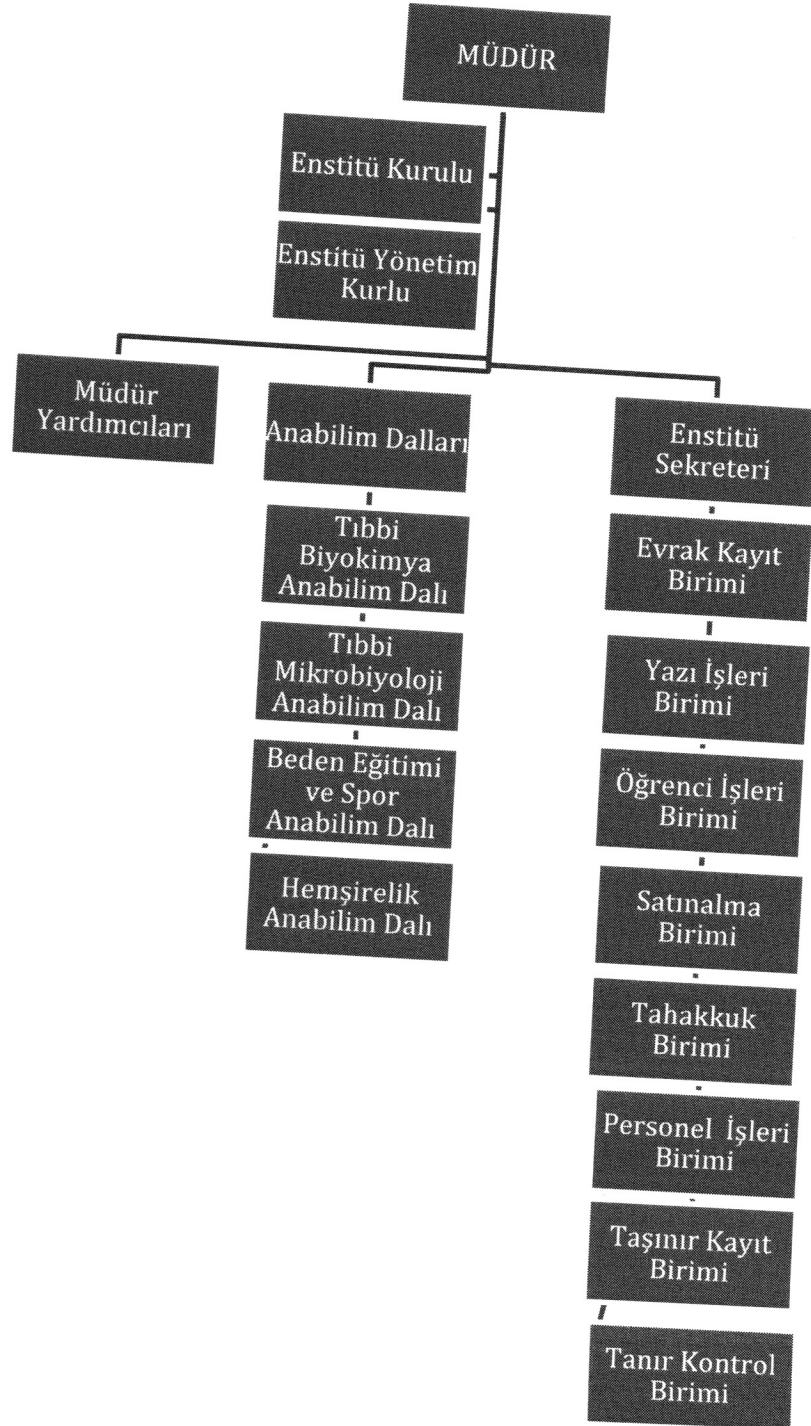 MÜDÜR
Enstitü Kurulu
Enstitü Yönetim
Kurlu
Müdür
Yardımcıları
Anabilim Dalları
Tıbbi
Biyokimya
Anabilim Dalı
Tıbbi
Mikrobiyoloji
Anabilim Dalı
Beden Eğitimi
ve Spor
Anabilim Dalı
Hemşirelik
Anabilim Dalı
Enstitü
Sekreteri
Evrak Kayıt
Birimi
Yazı İşleri
Birimi
Öğrenci İşleri
Birimi
Satınalma
Birimi
Tahakkuk
Birimi
Personel İşleri
Birimi
Taşınır Kayıt
Birimi
Tanır Kontrol
Birimi